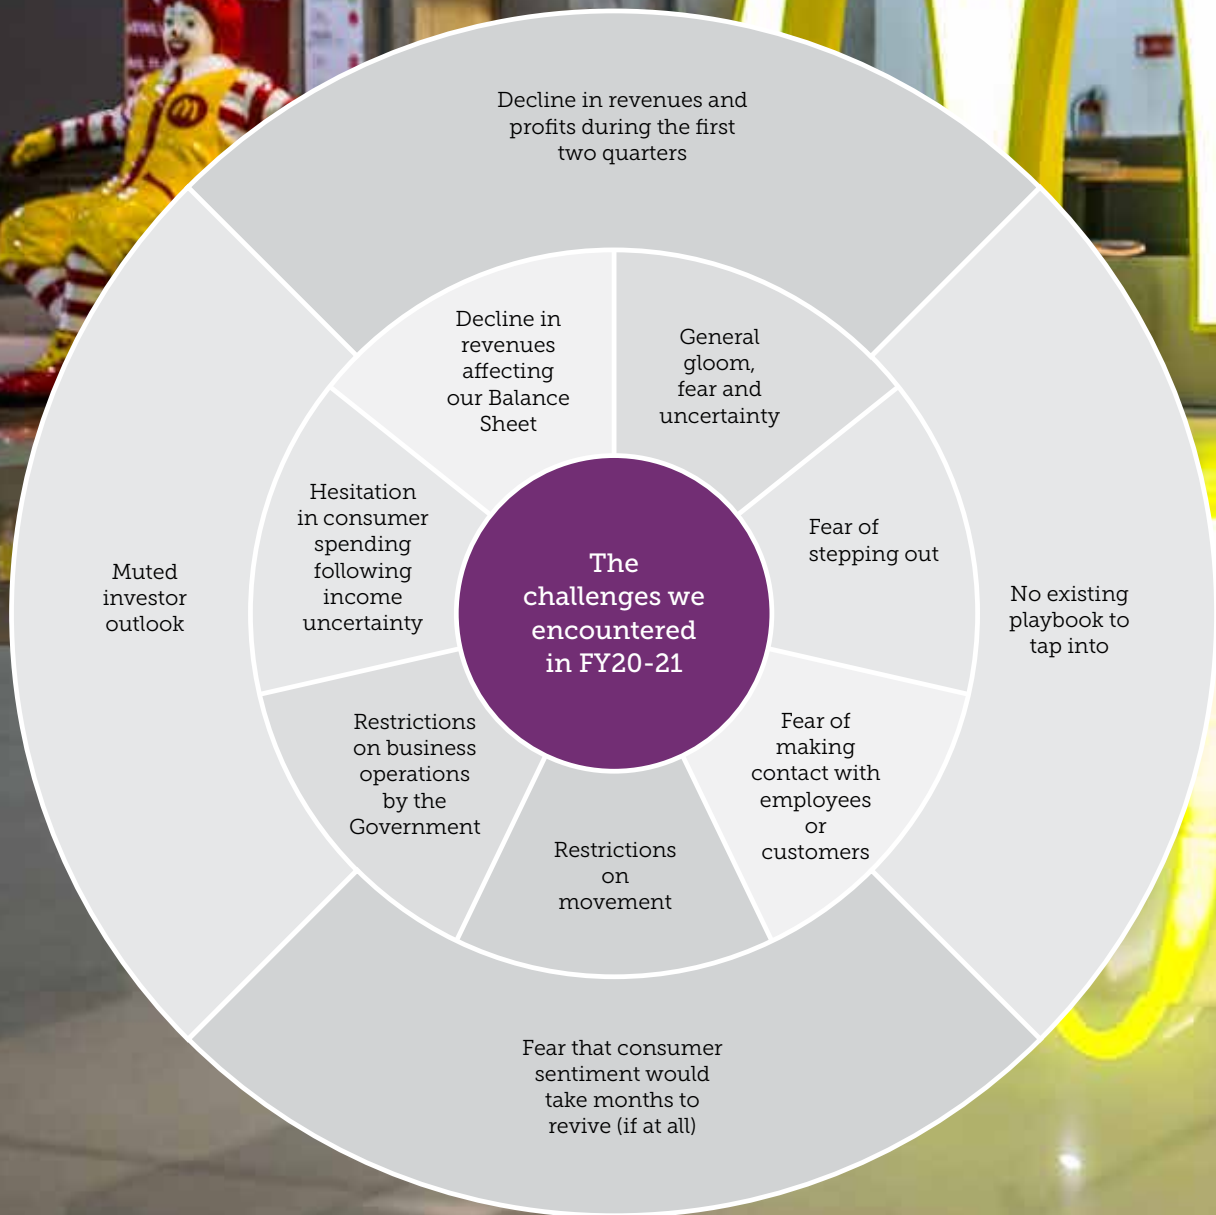 Decline in revenues and
profits during the first
two quarters
Decline in
revenues
affecting
our Balance
Sheet
General
gloom,
fear and
uncertainty
Hesitation
in consumer
spending
following
income
uncertainty
The
challenges we
encountered
in FY20-21
Fear of
stepping out
Muted
investor
outlook
No existing
playbook to
tap into
Restrictions
on business
operations
by the
Government
Fear of
making
contact with
employees
or
customers
Restrictions
on
movement
Fear that consumer
sentiment would
take months to
revive (if at all)